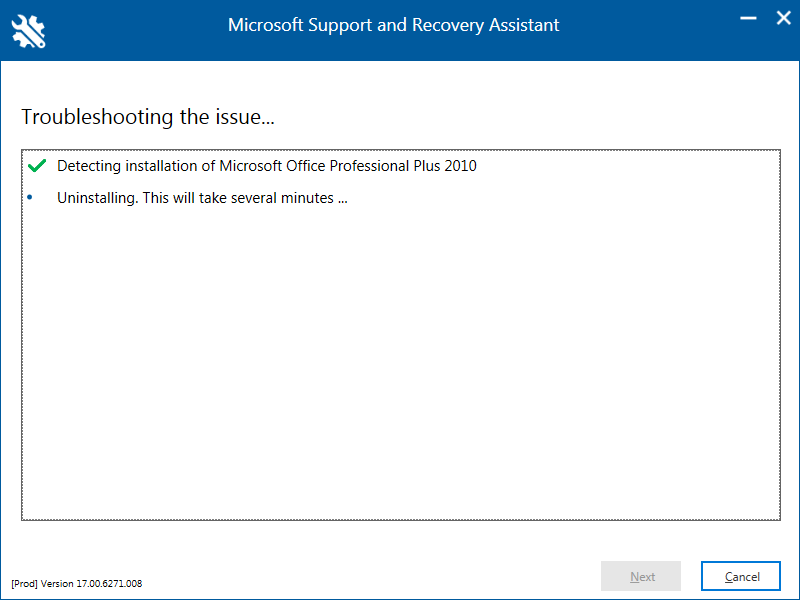 Microsoft Support and Recovery Assistant
Troubleshooting the issue...
Detecting installation of Microsoft Office Professional Plus 2010
Uninstalling. This will take several minutes ...
Next
Cancel
[Prod] Version 17.00.6271.008